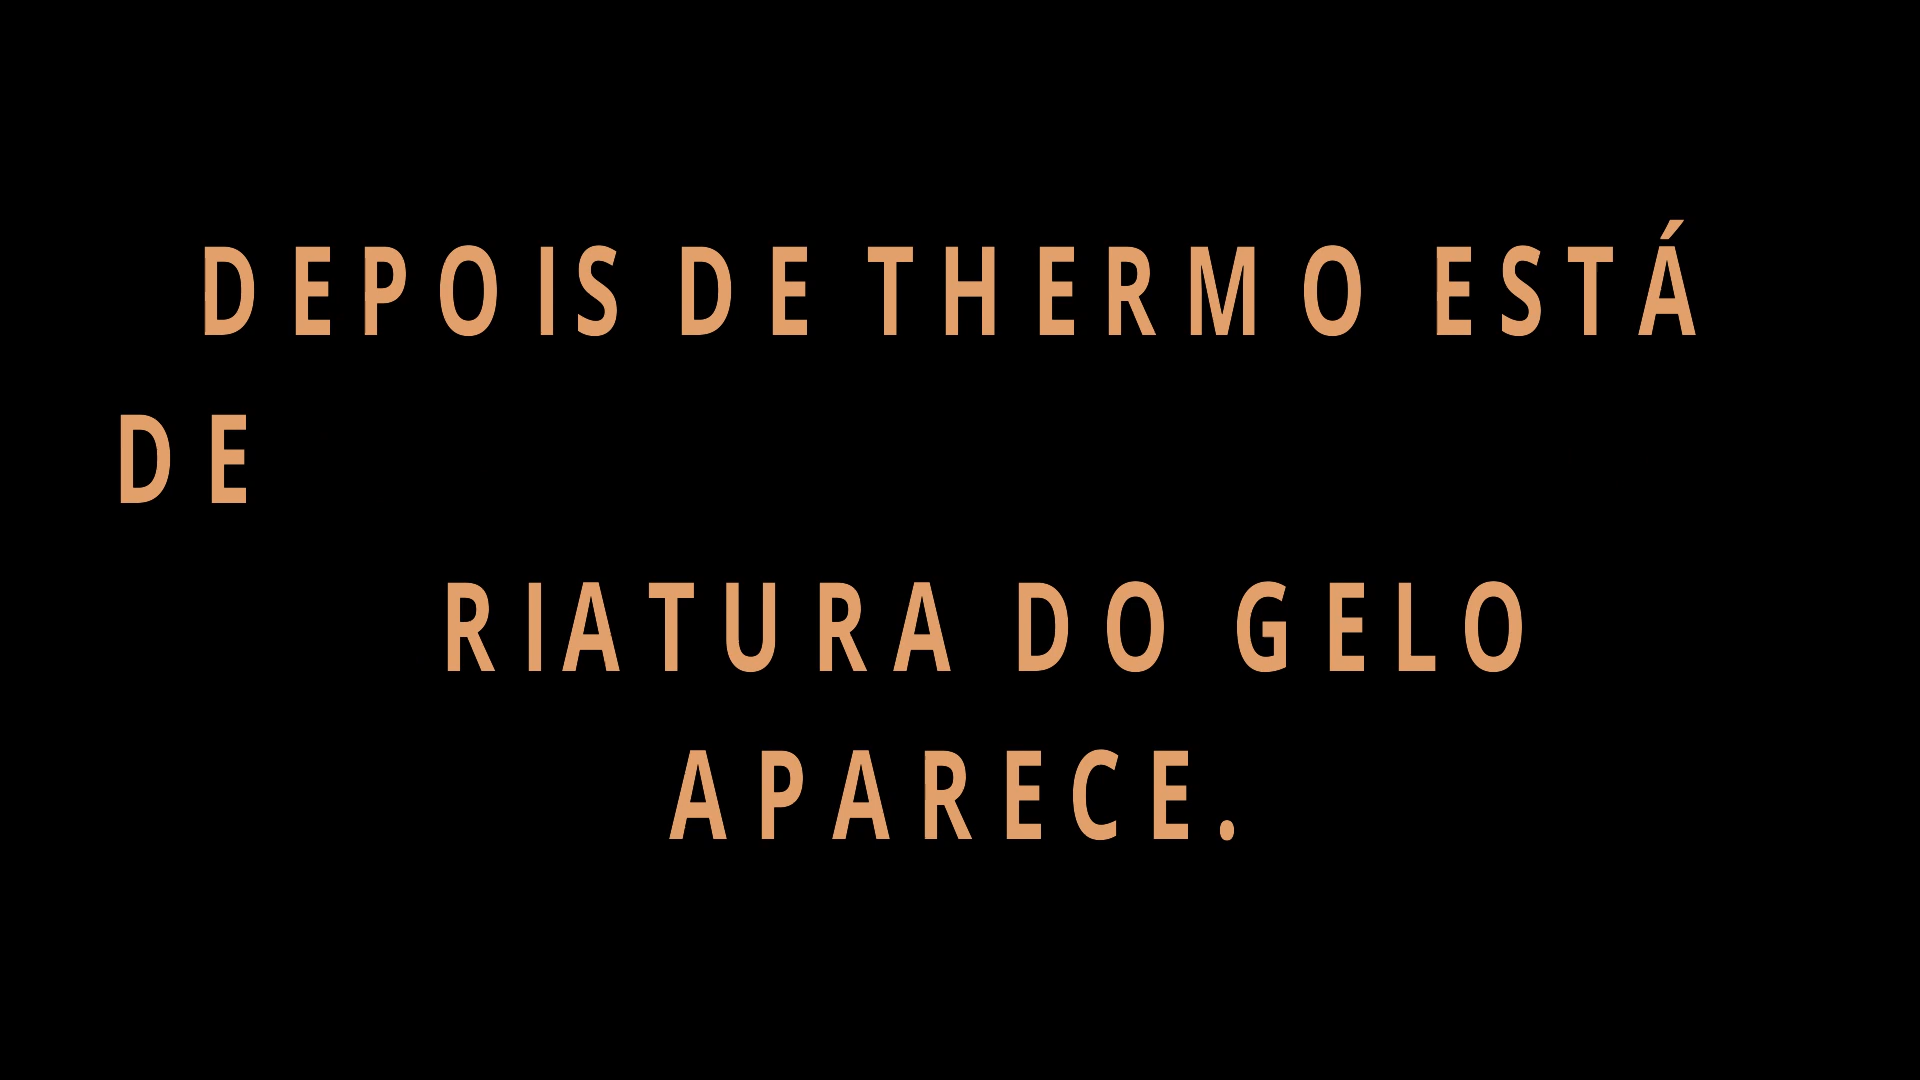 DEPOIS DE THERMO ESTÁ
DE
RIATURA DO GELO
APARECE.